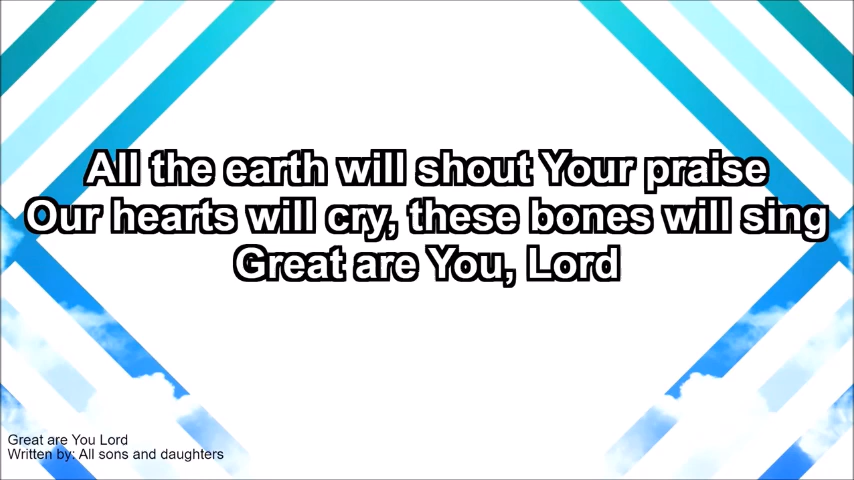 All the earth will shout Your praise
Our hearts will cry, these bones will sing
Great are You, Lord
Great are You Lord
Written by: All sons and daughters